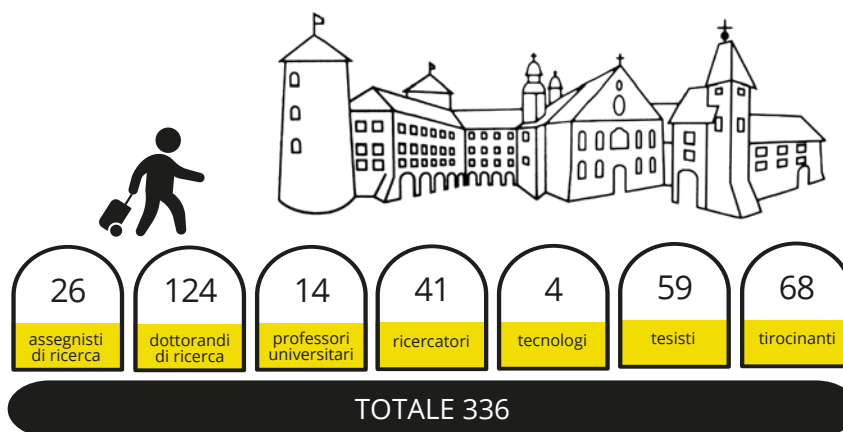 26
assegnisti
di ricerca
124
dottorandi
di ricerca
14
professori
universitari
41
ricercatori
4
tecnologi
59
tesisti
68
tirocinanti
TOTALE 336